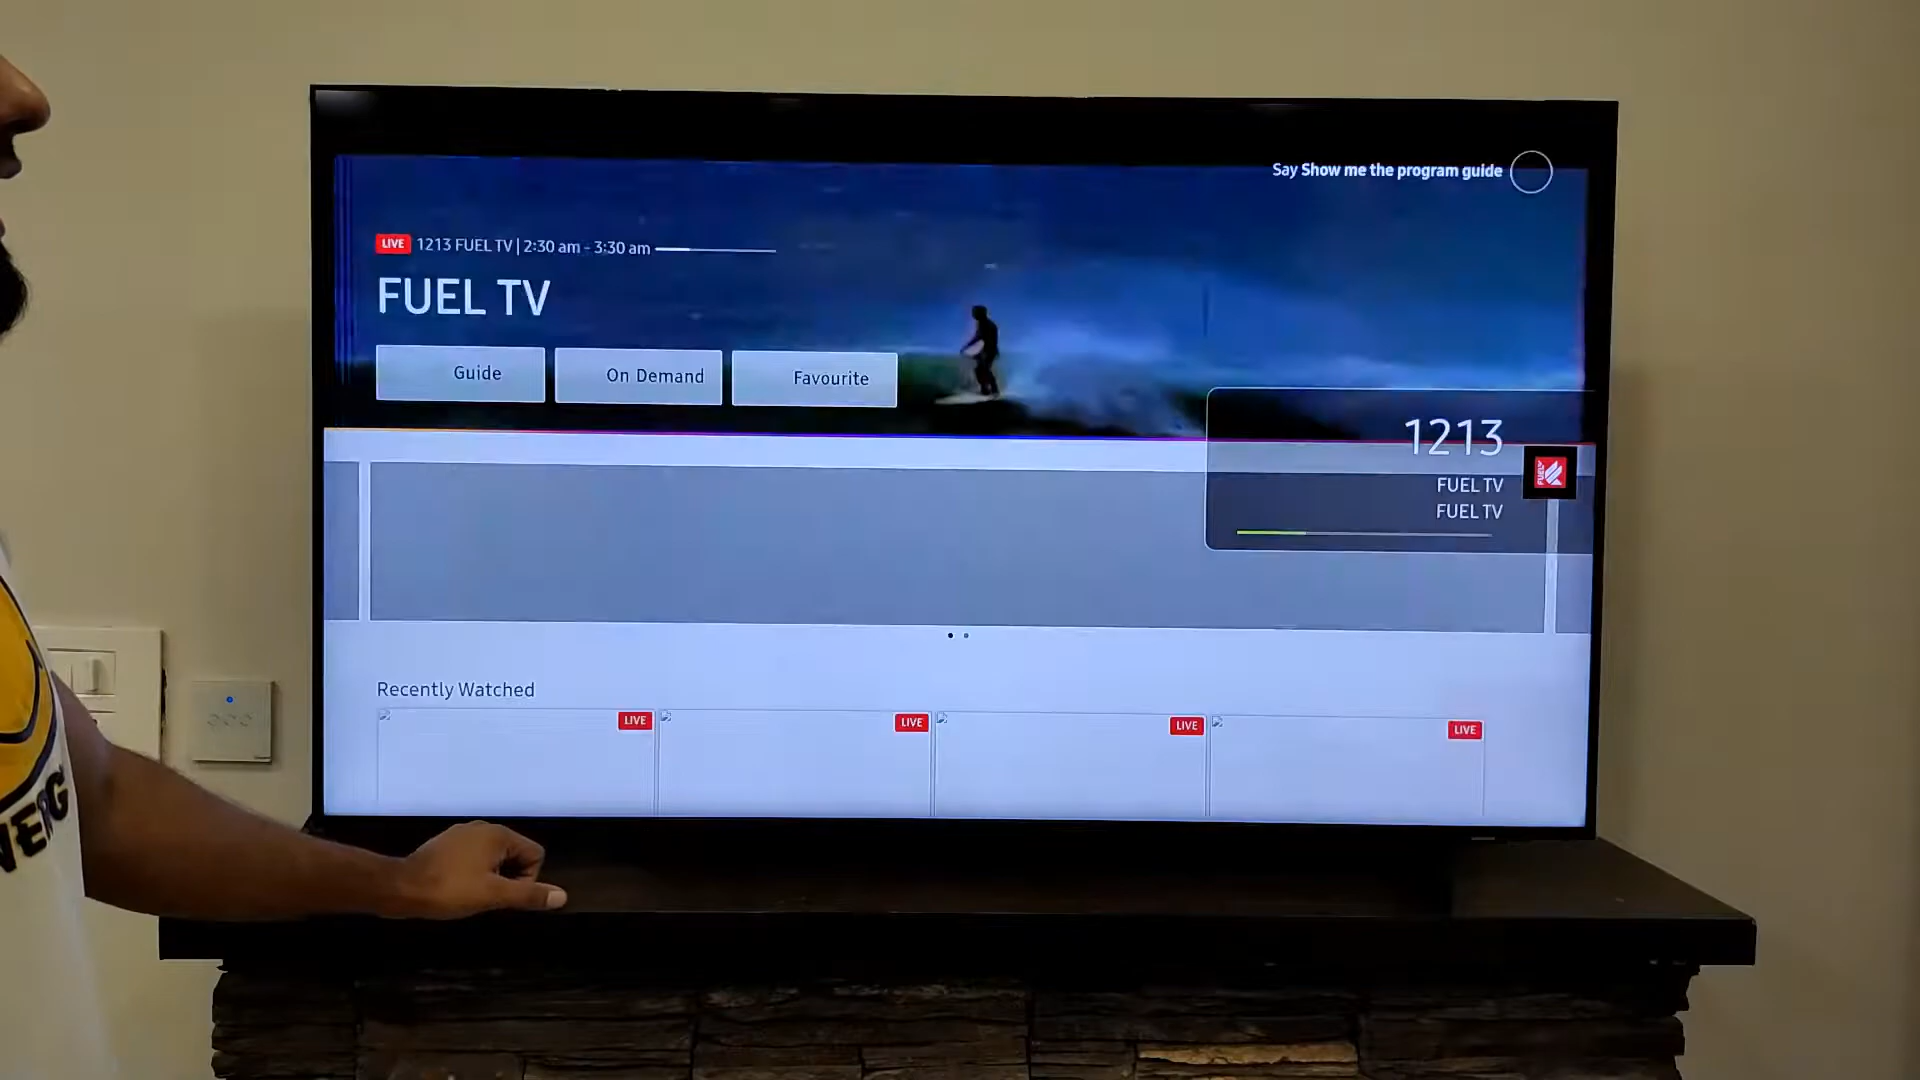 Say Show me the program guide
LIVE 1213 FUEL TV | 2:30 am - 3:30 am
FUEL TV
Guide
On Demand
Favourite
1213
FUEL TV
FUEL TV
FUEL
Recently Watched
LIVE
LIVE
LIVE
LIVE